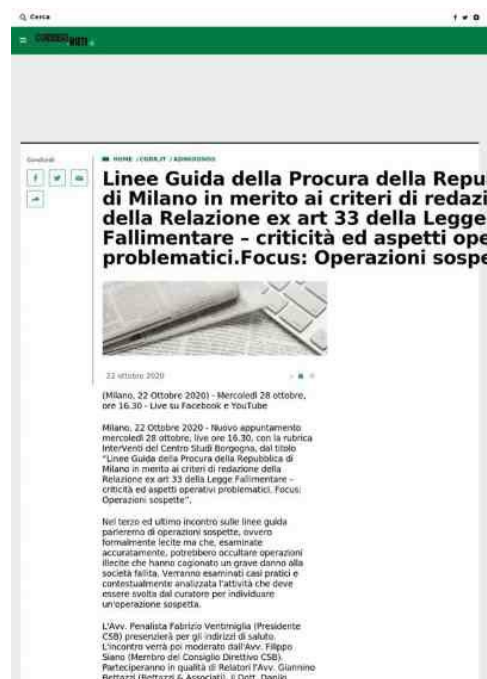 Cerca
HOME / CODR_IT / ADNKRONOS
Condividi
Linee Guida della Procura della Repu
di Milano in merito ai criteri di redazi
della Relazione ex art 33 della Legge
Fallimentare – criticità ed aspetti ope
problematici.Focus: Operazioni sospe
22 ottobre 2020
(Milano, 22 Ottobre 2020) - Mercoledì 28 ottobre,
ore 16.30 - Live su Facebook e YouTube
Milano, 22 Ottobre 2020 - Nuovo appuntamento
mercoledì 28 ottobre, live ore 16.30, con la rubrica
InterVenti del Centro Studi Borgogna, dal titolo
“Linee Guida della Procura della Repubblica di
Milano in merito ai criteri di redazione della
Relazione ex art 33 della Legge Fallimentare –
criticità ed aspetti operativi problematici. Focus:
Operazioni sospette”.
Nel terzo ed ultimo incontro sulle linee guida
parleremo di operazioni sospette, ovvero
formalmente lecite ma che, esaminate
accuratamente, potrebbero occultare operazioni
illecite che hanno cagionato un grave danno alla
società fallita. Verranno esaminati casi pratici e
contestualmente analizzata l'attività che deve
essere svolta dal curatore per individuare
un'operazione sospetta.
L'Avv. Penalista Fabrizio Ventimiglia (Presidente
CSB) presenzierà per gli indirizzi di saluto.
L'incontro verrà poi moderato dall'Avv. Filippo
Siano (Membro del Consiglio Direttivo CSB).
Parteciperanno in qualità di Relatori l'Avv. Giannino
Bettazzi (Bettazzi & Associati), il Dott. Danilo